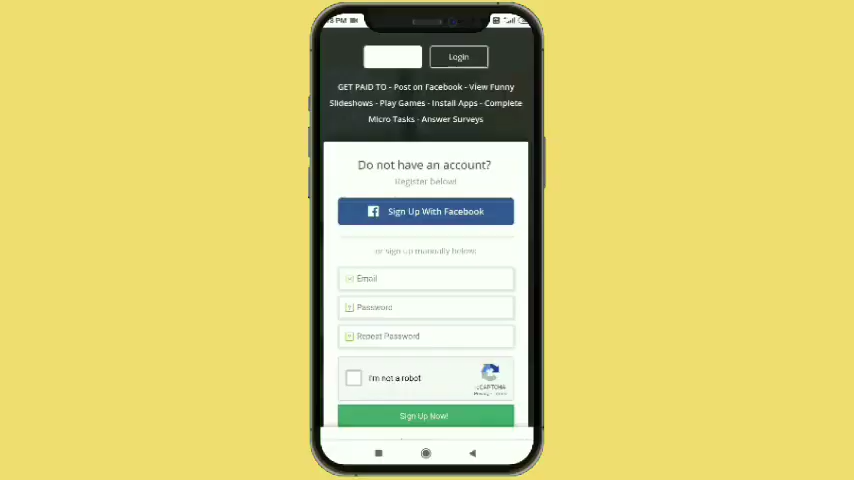 Login
GET PAID TO - Post on Facebook - View Funny
Slideshows - Play Games - Install Apps - Complete
Micro Tasks - Answer Surveys
Do not have an account?
Register below!
Sign Up With Facebook
or sign up manually below:
Email
Password
Repeat Password
I'm not a robot
reCAPTCHA
Privacy - Terms
Sign Up Now!